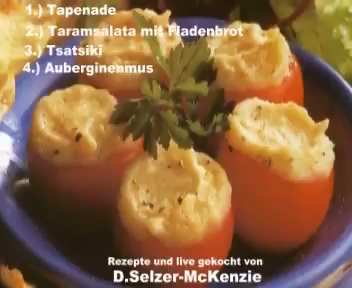 1.) Tapenade
2.) Taramsalata mit Fladenbrot
3.) Tsatsiki
4.) Auberginenmus
Rezepte und live gekocht von
D.Selzer-McKenzie